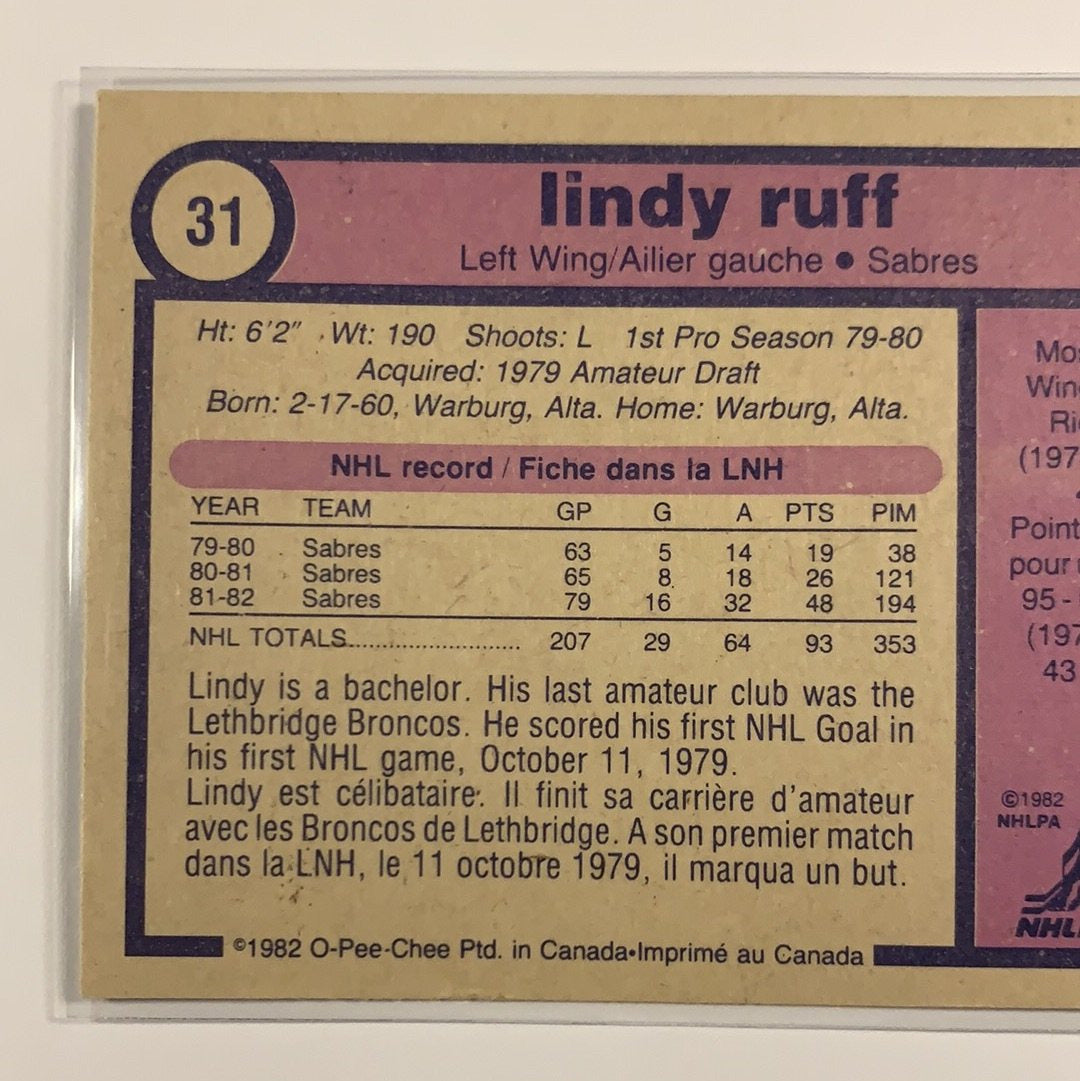 31
lindy ruff
Left Wing/Ailier gauche • Sabres
Ht: 6'2" Wt: 190 Shoots: L 1st Pro Season 79-80
Acquired: 1979 Amateur Draft
Born: 2-17-60, Warburg, Alta. Home: Warburg, Alta.
NHL record / Fiche dans la LNH
YEAR TEAM GP G A PTS PIM
79-80 Sabres 63 5 14 19 38
80-81 Sabres 65 8 18 26 121
81-82 Sabres 79 16 32 48 194
NHL TOTALS........................... 207 29 64 93 353
Lindy is a bachelor. His last amateur club was the
Lethbridge Broncos. He scored his first NHL Goal in
his first NHL game, October 11, 1979.
Lindy est célibataire. Il finit sa carrière d'amateur
avec les Broncos de Lethbridge. A son premier match
dans la LNH, le 11 octobre 1979, il marqua un but.
©1982 O-Pee-Chee Ptd. in Canada•Imprimé au Canada
(197
Point
pour
95 -
(197
43
©1982
NHLPA